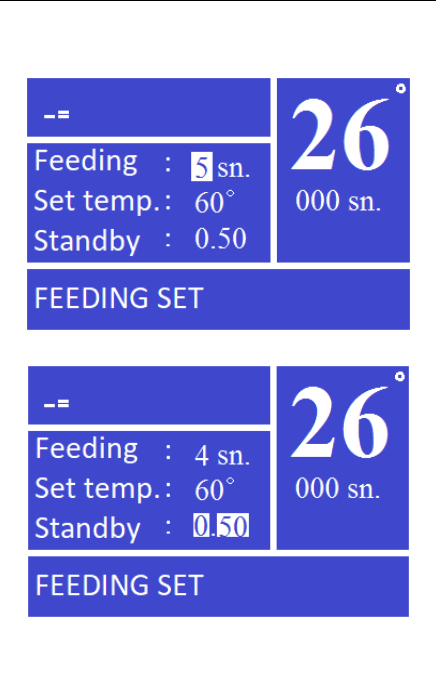 -=
26°
Feeding : 5 sn.
Set temp. : 60°
Standby : 0.50
000 sn.
FEEDING SET
-=
26°
Feeding : 4 sn.
Set temp. : 60°
Standby : 0.50
000 sn.
FEEDING SET